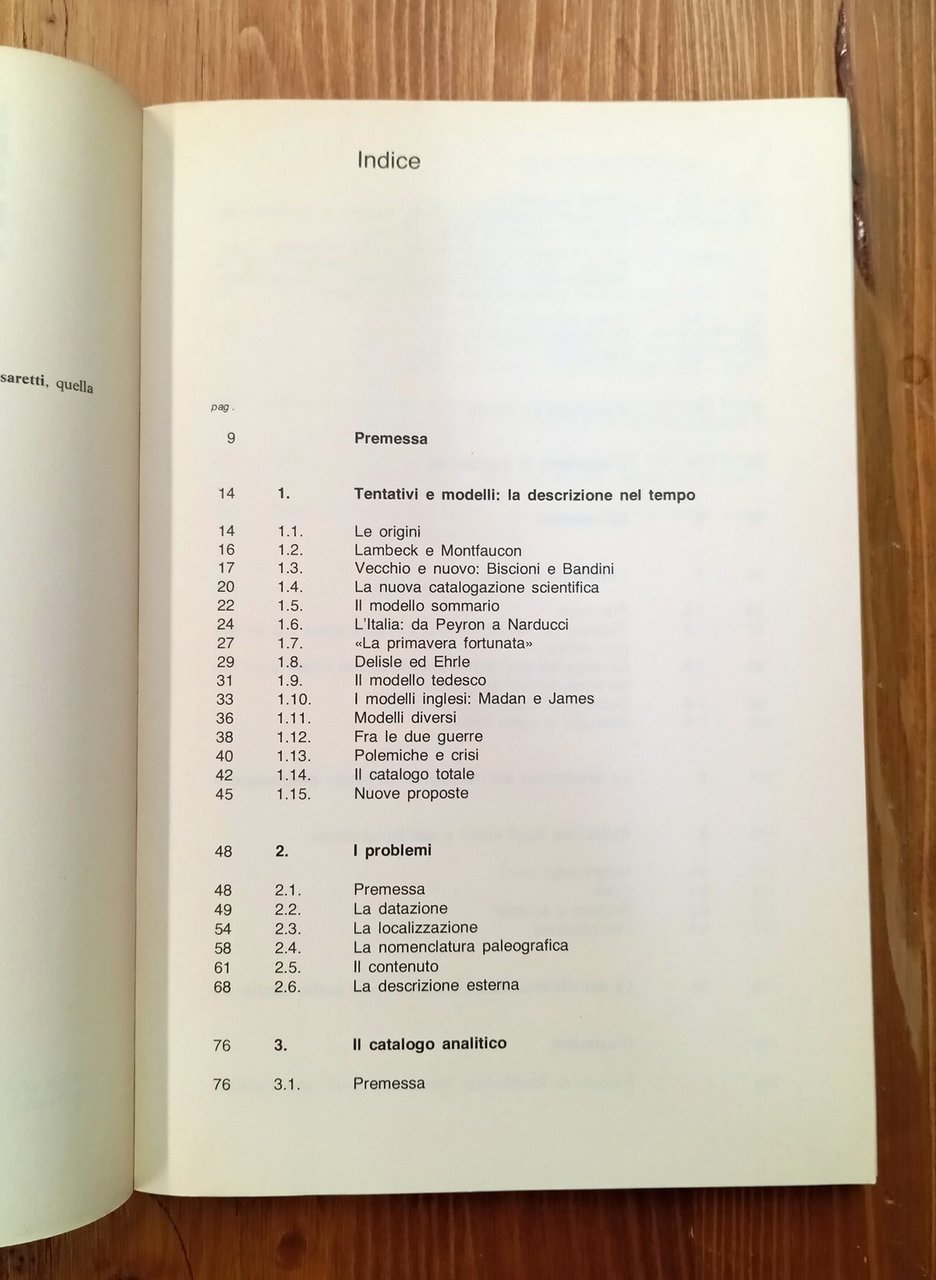 saretti, quella
Indice
pag.
9 Premessa
14 1. Tentativi e modelli: la descrizione nel tempo
14 1.1. Le origini
16 1.2. Lambeck e Montfaucon
17 1.3. Vecchio e nuovo: Biscioni e Bandini
20 1.4. La nuova catalogazione scientifica
22 1.5. Il modello sommario
24 1.6. L'Italia: da Peyron a Narducci
27 1.7. «La primavera fortunata»
29 1.8. Delisle ed Ehrle
31 1.9. Il modello tedesco
33 1.10. I modelli inglesi: Madan e James
36 1.11. Modelli diversi
38 1.12. Fra le due guerre
40 1.13. Polemiche e crisi
42 1.14. Il catalogo totale
45 1.15. Nuove proposte
48 2. I problemi
48 2.1. Premessa
49 2.2. La datazione
54 2.3. La localizzazione
58 2.4. La nomenclatura paleografica
61 2.5. Il contenuto
68 2.6. La descrizione esterna
76 3. Il catalogo analitico
76 3.1. Premessa